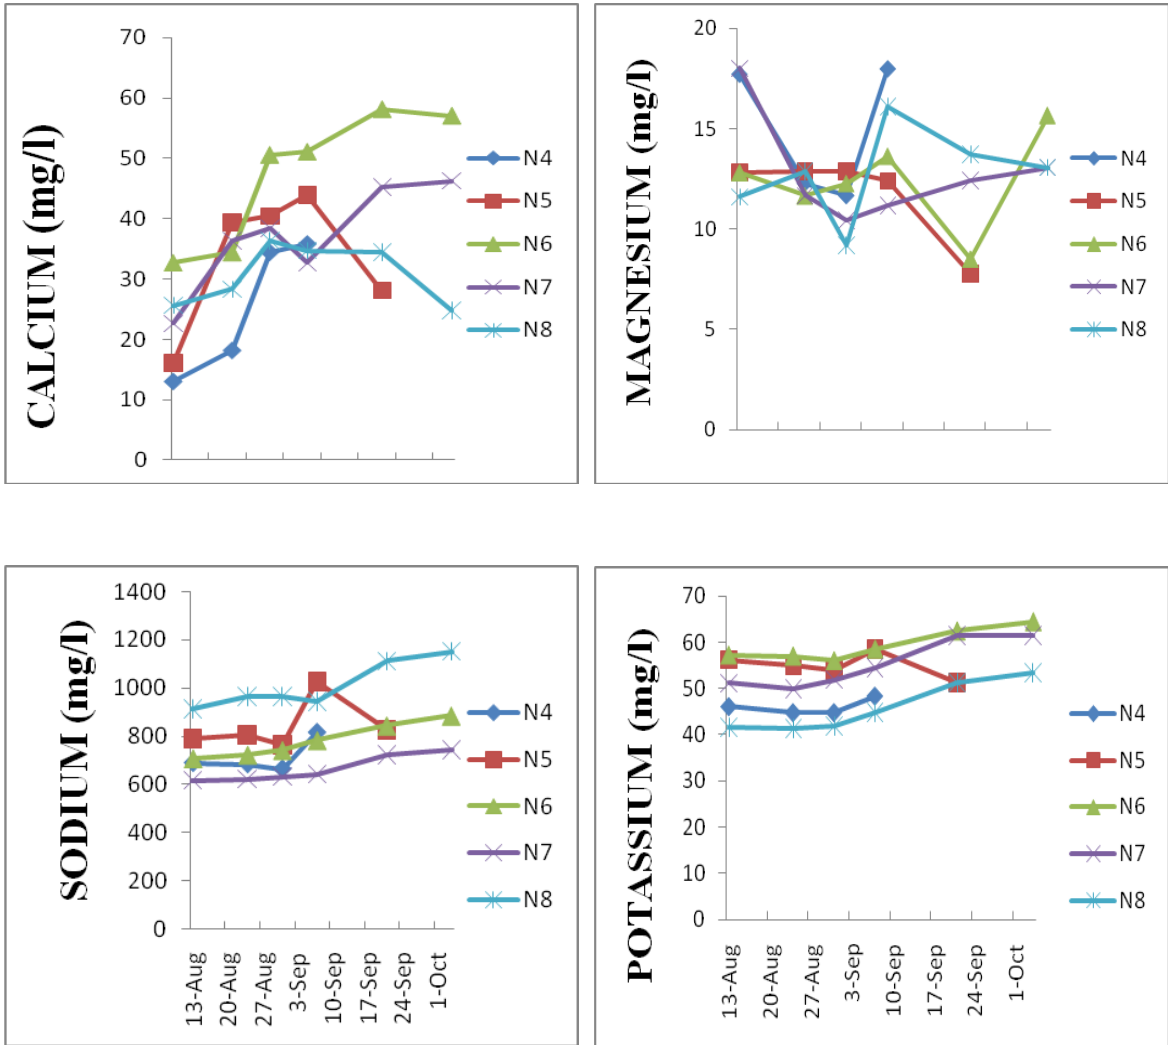 CALCIUM (mg/l)
70
60
50
40
30
20
10
0
N4
N5
N6
N7
N8
MAGNESIUM (mg/l)
20
15
10
5
0
N4
N5
N6
N7
N8
SODIUM (mg/l)
1400
1200
1000
800
600
400
200
0
13-Aug
20-Aug
27-Aug
3-Sep
10-Sep
17-Sep
24-Sep
1-Oct
N4
N5
N6
N7
N8
POTASSIUM (mg/l)
70
60
50
40
30
20
10
0
13-Aug
20-Aug
27-Aug
3-Sep
10-Sep
17-Sep
24-Sep
1-Oct
N4
N5
N6
N7
N8